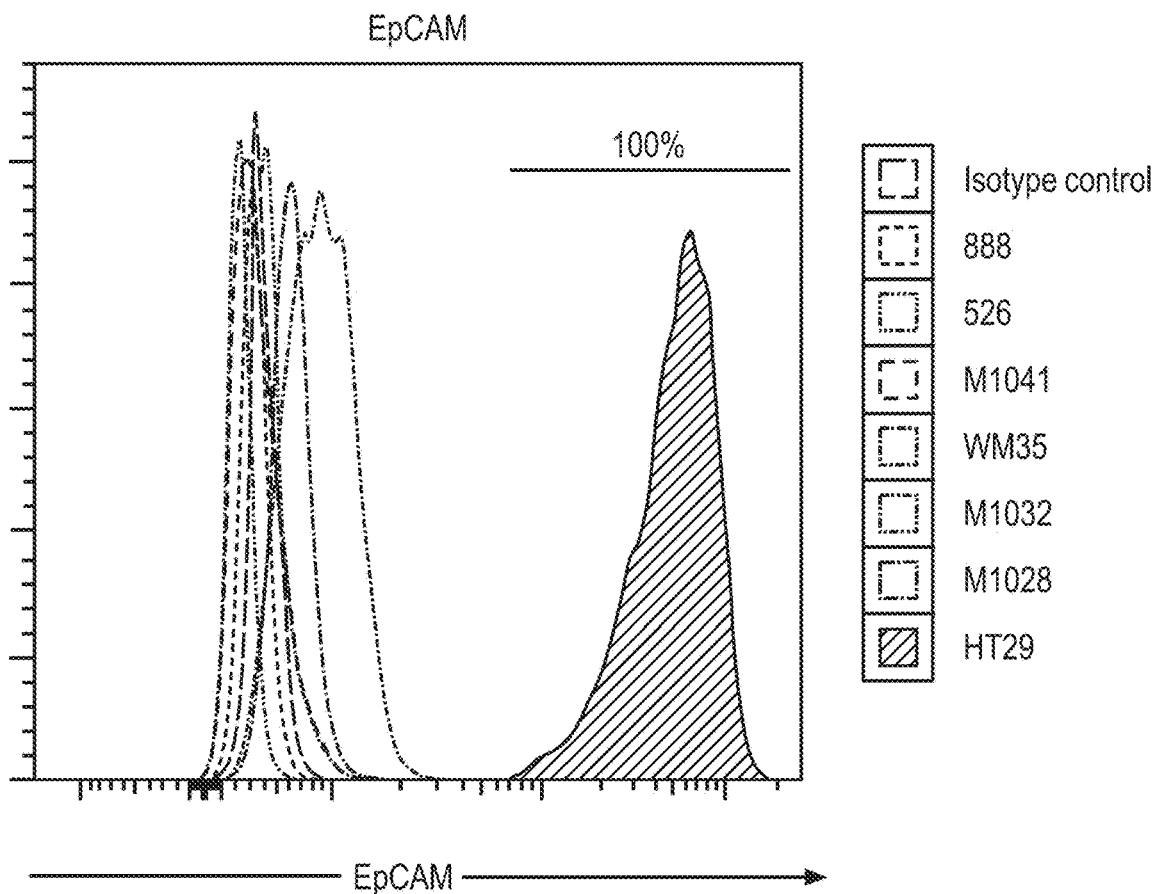 EpCAM
100%
Isotype control
888
526
M1041
WM35
M1032
M1028
HT29
EpCAM